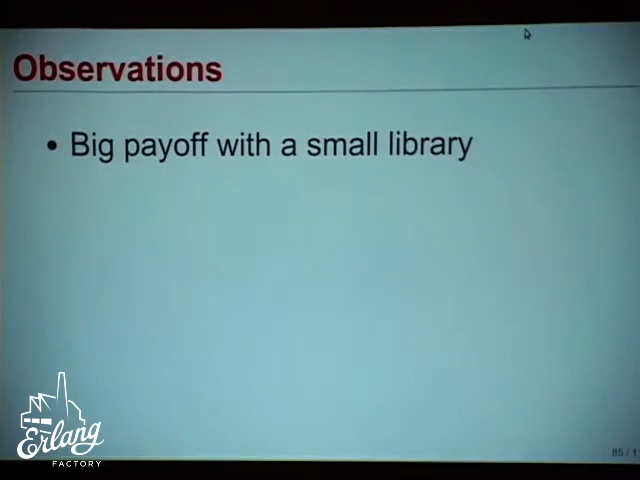 Observations
• Big payoff with a small library
Erlang
FACTORY